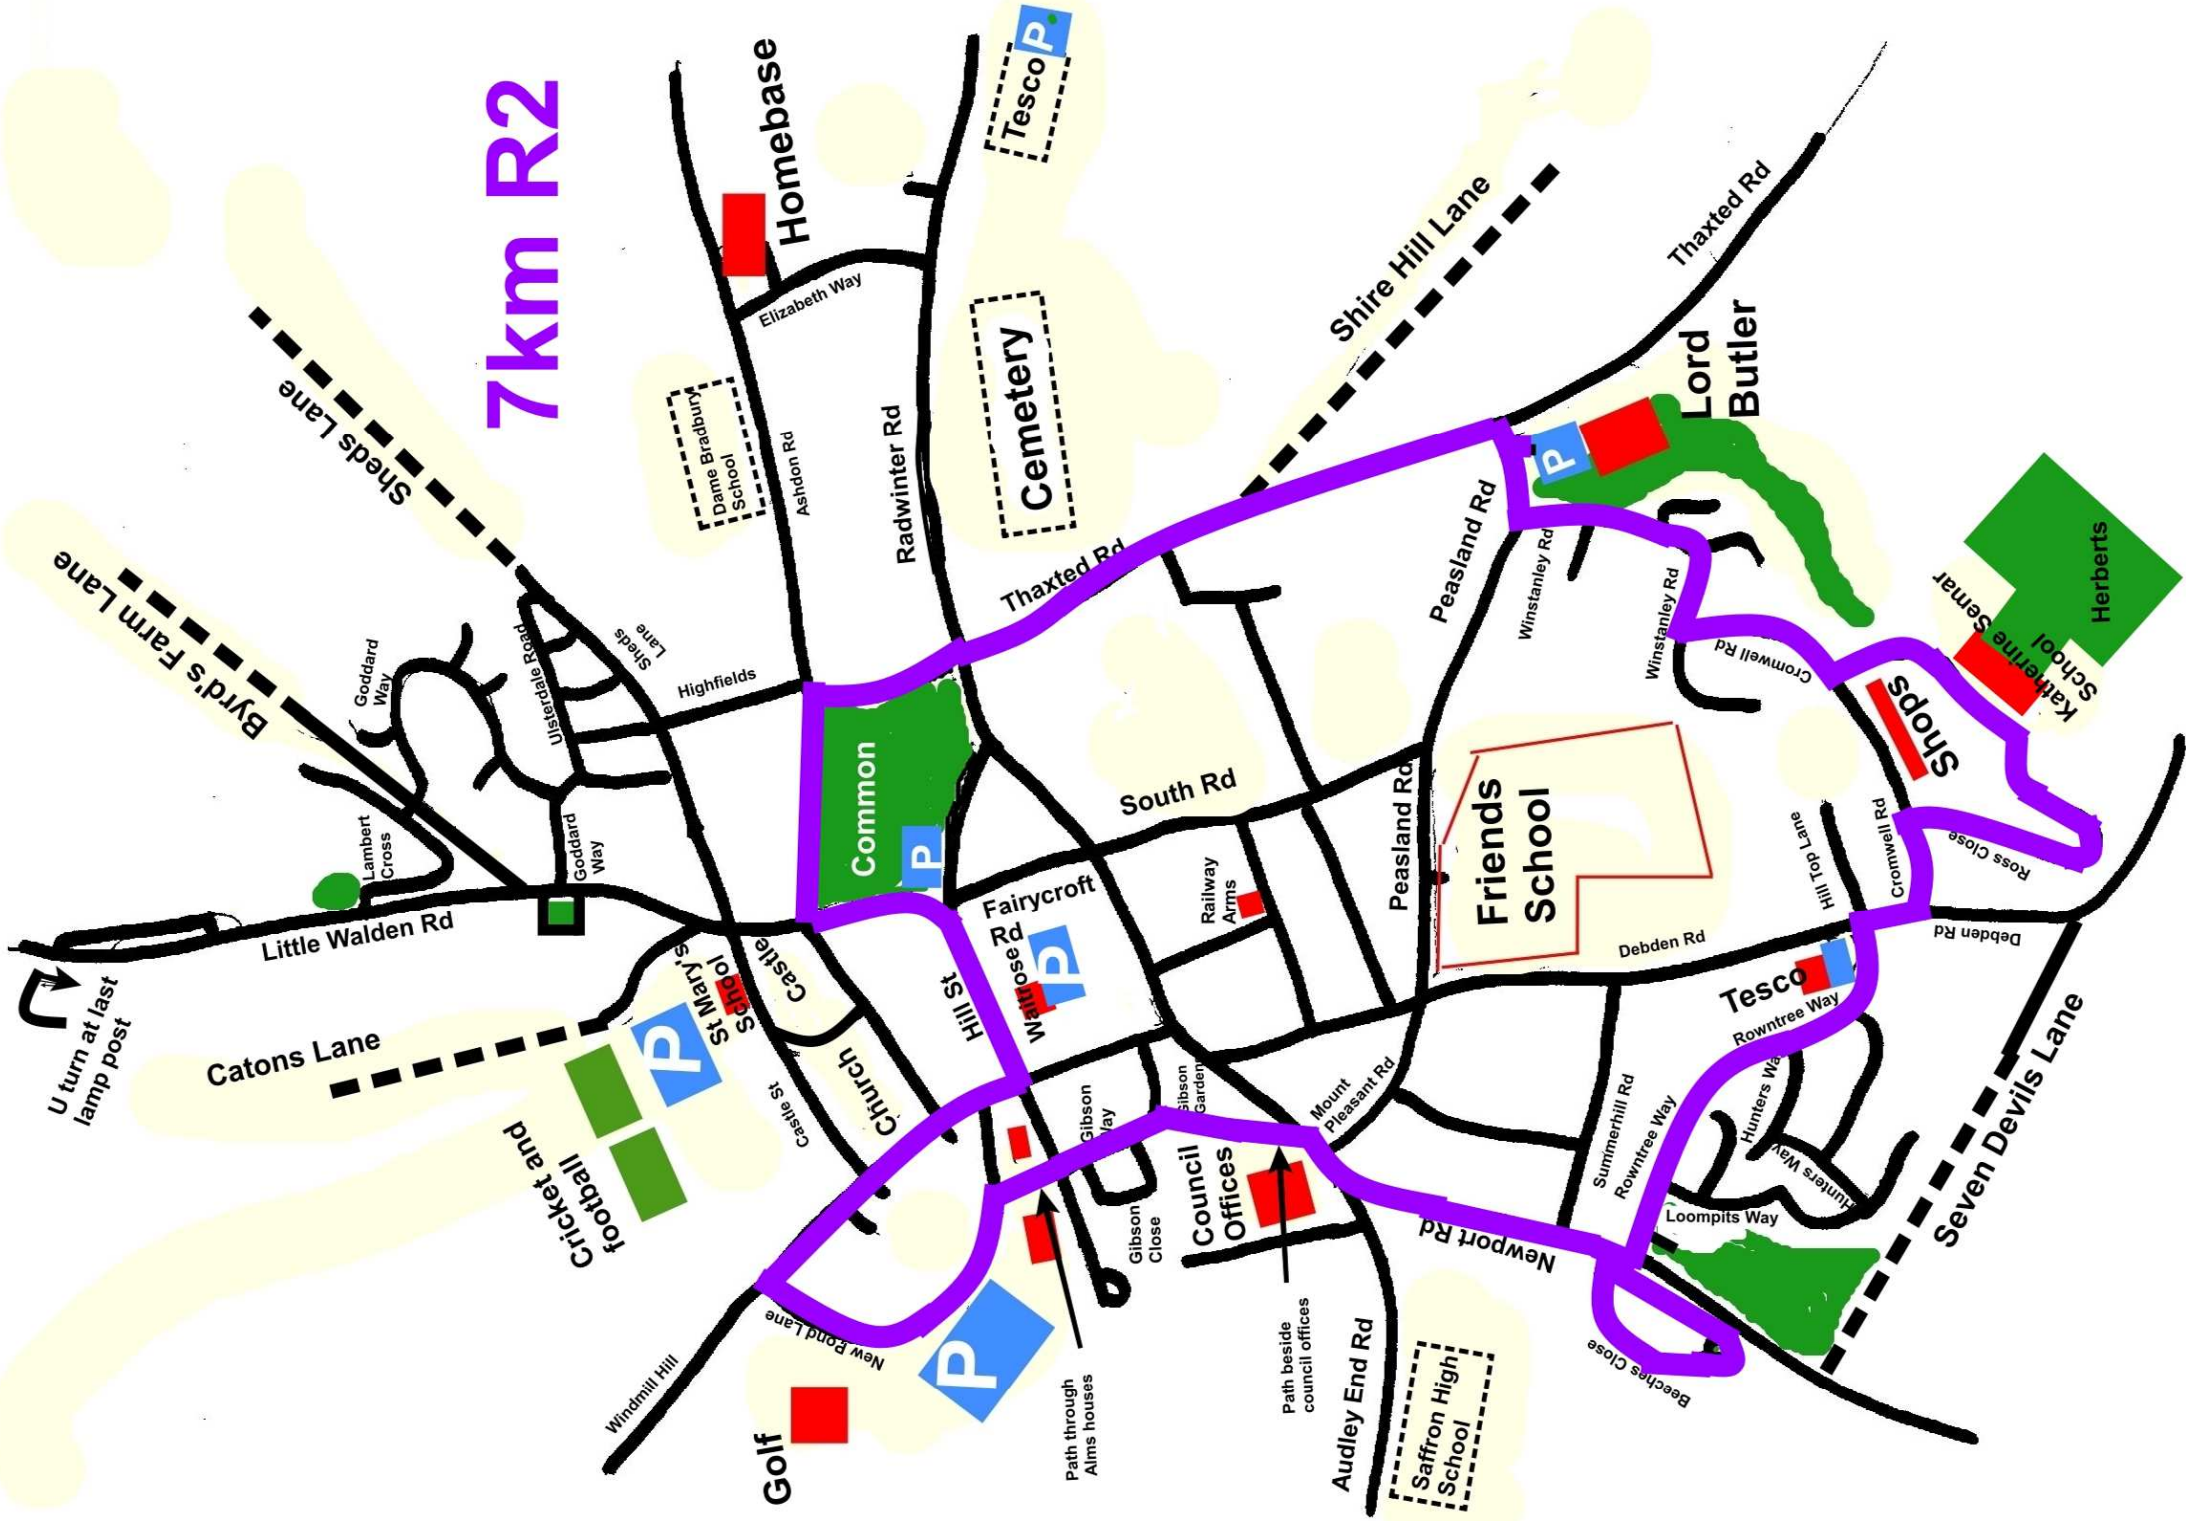 7km R2
Homebase
Tesco
P
Elizabeth Way
Dame Bradbury
School
Ashdon Rd
Radwinter Rd
Cemetery
Shire Hill Lane
Thaxted Rd
Thaxted Rd
Lord
Butler
P
Sheds Lane
Byrd's Farm Lane
Goddard
Way
Ulsterdale Road
Sheds
Lane
Highfields
Lambert
Cross
Goddard
Way
Little Walden Rd
U turn at last
lamp post
Catons Lane
Cricket and
football
P
St Mary's
School
Castle
Castle St
Church
Common
P
Hill St
Fairycroft
Rd
Waitrose
P
South Rd
Railway
Arms
Peasland Rd
Peasland Rd
Winstanley Rd
Winstanley Rd
Cromwell Rd
Katherine Semar
School
Herberts
Shops
Friends
School
Hill Top Lane
Cromwell Rd
Ross Close
Debden Rd
Debden Rd
Tesco
Rowntree Way
Rowntree Way
Hunters Way
Hunters Way
Loompits Way
Seven Devils Lane
Summerhill Rd
Mount
Pleasant Rd
Gibson
Gardens
Gibson
Way
Gibson
Close
Council
Offices
Newport Rd
Beeches Close
Path beside
council offices
Path through
Alms houses
Audley End Rd
Saffron High
School
New Pond Lane
Windmill Hill
Golf
P